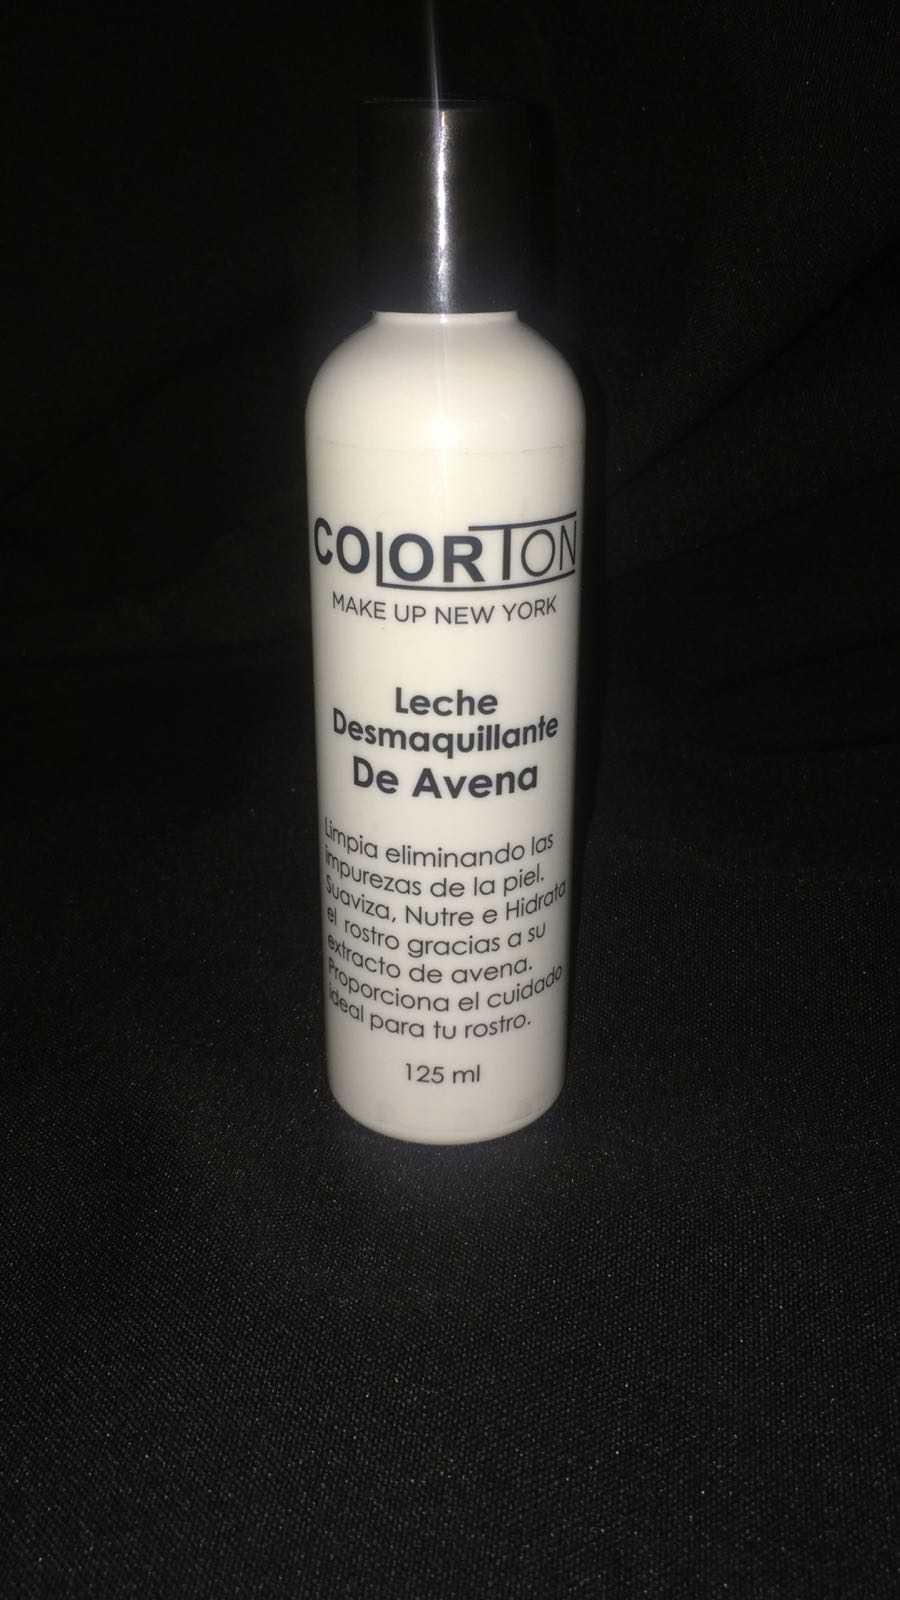 COLORTON
MAKE UP NEW YORK
Leche
Desmaquillante
De Avena
Limpia eliminando las
impurezas de la piel.
Suaviza, Nutre e Hidrata
el rostro gracias a su
extracto de avena.
Proporciona el cuidado
ideal para tu rostro.
125 ml